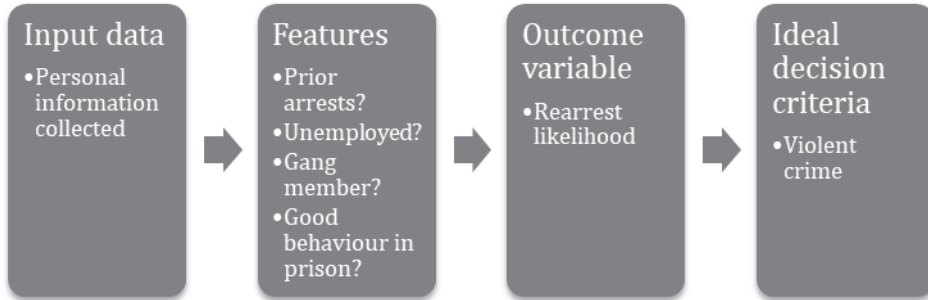 Input data
•Personal
information
collected
Features
•Prior
arrests?
•Unemployed?
•Gang
member?
•Good
behaviour in
prison?
Outcome
variable
•Rearrest
likelihood
Ideal
decision
criteria
•Violent
crime